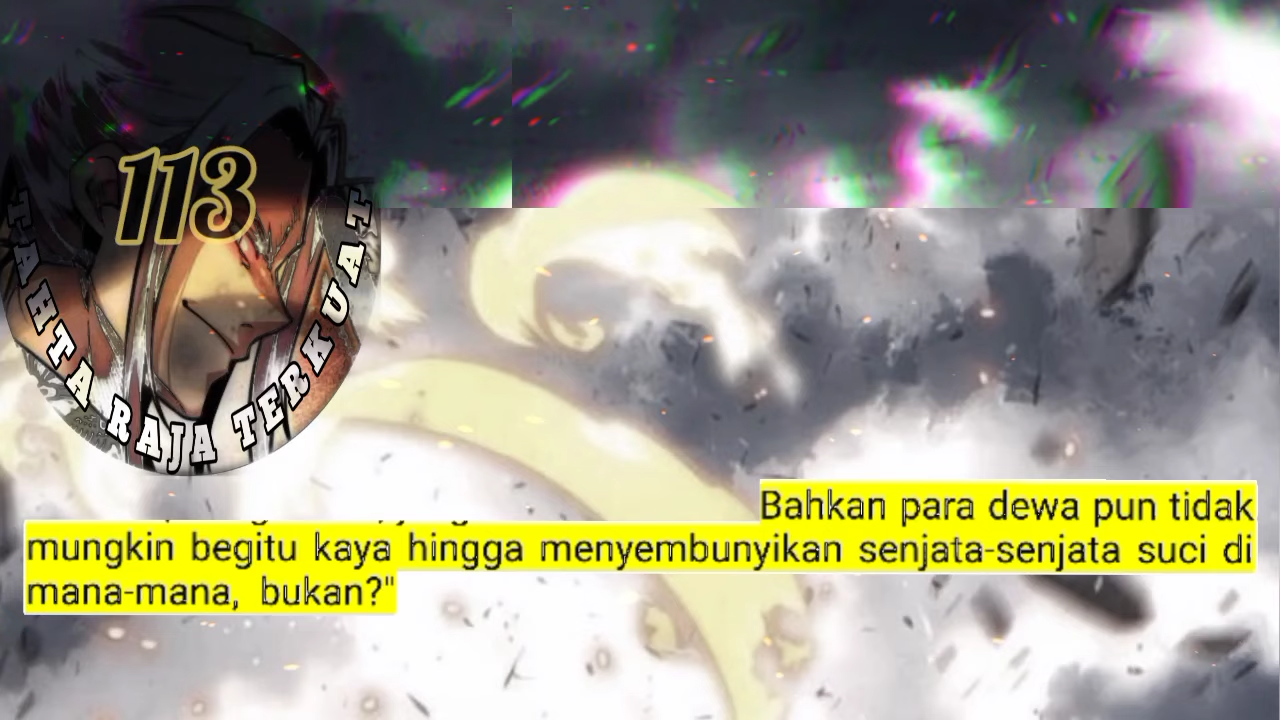 113
TAHTA RAJA TERKUAT
Bahkan para dewa pun tidak
mungkin begitu kaya hingga menyembunyikan senjata-senjata suci di
mana-mana, bukan?"